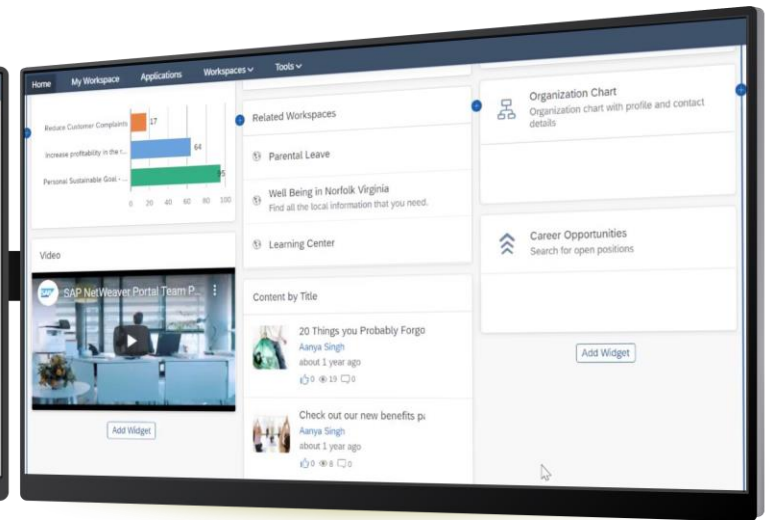 Home My Workspace Applications Workspaces Tools
Reduce Customer Complaints 17
Increase profitability in the r... 64
Personal Sustainable Goal - ... 95
0 20 40 60 80 100
Video
SAP
SAP NetWeaver Portal Team P...
Add Widget
Related Workspaces
Parental Leave
Well Being in Norfolk Virginia
Find all the local information that you need.
Learning Center
Content by Title
20 Things you Probably Forgo
Aanya Singh
about 1 year ago
0 19 0
Check out our new benefits pa
Aanya Singh
about 1 year ago
0 8 0
Organization Chart
Organization chart with profile and contact
details
Career Opportunities
Search for open positions
Add Widget